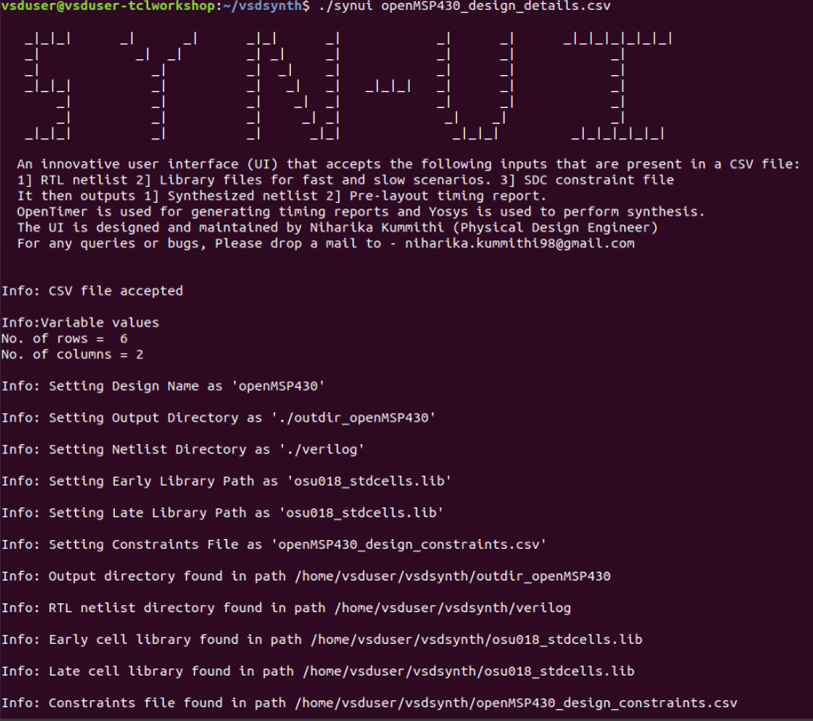 vsduser@vsduser-tclworkshop:~/vsdsynth$ ./synui openMSP430_design_details.csv
SYN-UI
An innovative user interface (UI) that accepts the following inputs that are present in a CSV file:
1] RTL netlist 2] Library files for fast and slow scenarios. 3] SDC constraint file
It then outputs 1] Synthesized netlist 2] Pre-layout timing report.
OpenTimer is used for generating timing reports and Yosys is used to perform synthesis.
The UI is designed and maintained by Niharika Kummithi (Physical Design Engineer)
For any queries or bugs, Please drop a mail to - niharika.kummithi98@gmail.com
Info: CSV file accepted
Info:Variable values
No. of rows =  6
No. of columns = 2
Info: Setting Design Name as 'openMSP430'
Info: Setting Output Directory as './outdir_openMSP430'
Info: Setting Netlist Directory as './verilog'
Info: Setting Early Library Path as 'osu018_stdcells.lib'
Info: Setting Late Library Path as 'osu018_stdcells.lib'
Info: Setting Constraints File as 'openMSP430_design_constraints.csv'
Info: Output directory found in path /home/vsduser/vsdsynth/outdir_openMSP430
Info: RTL netlist directory found in path /home/vsduser/vsdsynth/verilog
Info: Early cell library found in path /home/vsduser/vsdsynth/osu018_stdcells.lib
Info: Late cell library found in path /home/vsduser/vsdsynth/osu018_stdcells.lib
Info: Constraints file found in path /home/vsduser/vsdsynth/openMSP430_design_constraints.csv